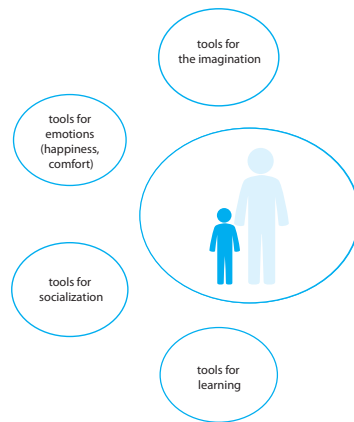 tools for
the imagination
tools for
emotions
(happiness,
comfort)
tools for
socialization
tools for
learning